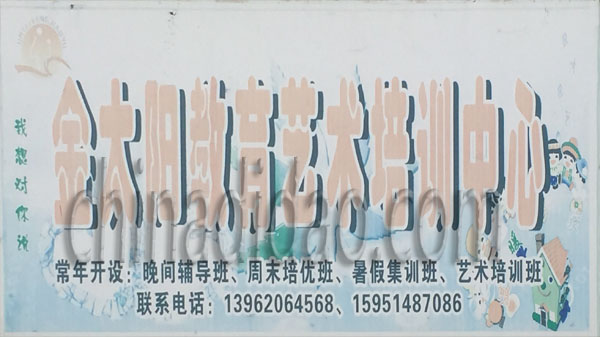 金太阳教育艺术培训中心
我想对你说
chinadibao.com
常年开设：晚间辅导班、周末培优班、暑假集训班、艺术培训班
联系电话：13962064568、15951487086